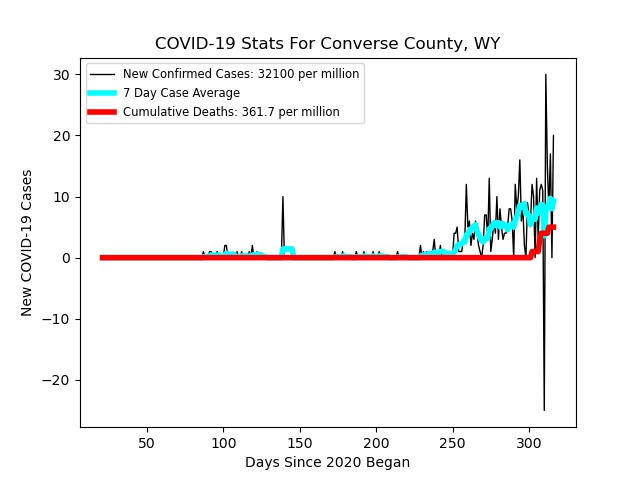 COVID-19 Stats For Converse County, WY
New Confirmed Cases: 32100 per million
7 Day Case Average
Cumulative Deaths: 361.7 per million
New COVID-19 Cases
30
20
10
0
−10
−20
50 100 150 200 250 300
Days Since 2020 Began